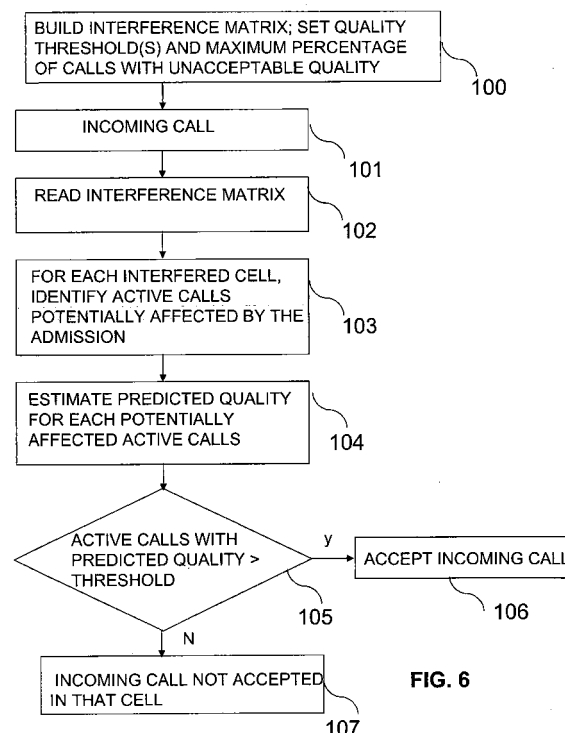 BUILD INTERFERENCE MATRIX; SET QUALITY
THRESHOLD(S) AND MAXIMUM PERCENTAGE
OF CALLS WITH UNACCEPTABLE QUALITY
100
INCOMING CALL
101
READ INTERFERENCE MATRIX
102
FOR EACH INTERFERED CELL,
IDENTIFY ACTIVE CALLS
POTENTIALLY AFFECTED BY THE
ADMISSION
103
ESTIMATE PREDICTED QUALITY
FOR EACH POTENTIALLY
AFFECTED ACTIVE CALLS
104
ACTIVE CALLS WITH
PREDICTED QUALITY >
THRESHOLD
105
y
ACCEPT INCOMING CALL
106
N
INCOMING CALL NOT ACCEPTED
IN THAT CELL
107
FIG. 6